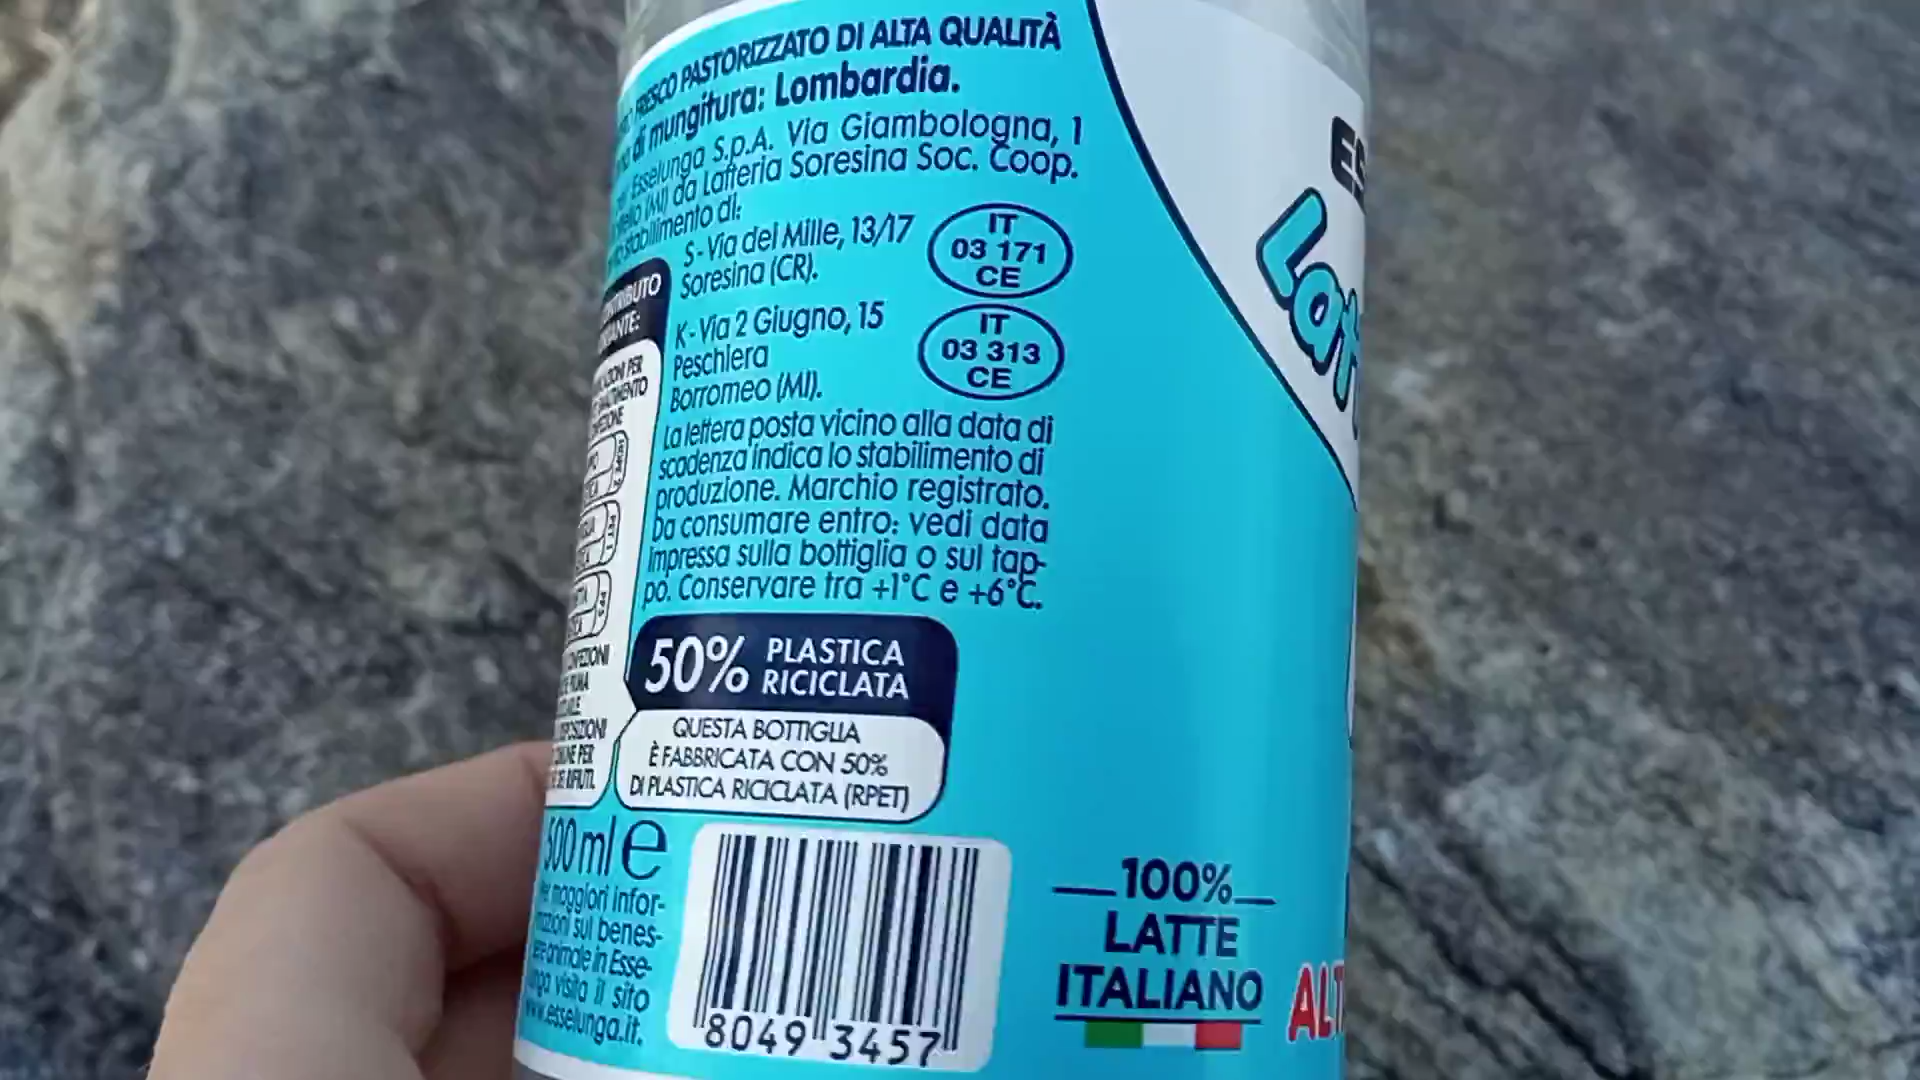 FRESCO PASTORIZZATO DI ALTA QUALITÀ
di mungitura: Lombardia.
Esselunga S.p.A. Via Giambologna, 1
(MI) da Latteria Soresina Soc. Coop.
stabilimento di:
S - Via dei Mille, 13/17
Soresina (CR).
IT
03 171
CE
K - Via 2 Giugno, 15
Peschiera
Borromeo (MI).
IT
03 313
CE
La lettera posta vicino alla data di
scadenza indica lo stabilimento di
produzione. Marchio registrato.
Da consumare entro: vedi data
impressa sulla bottiglia o sul tap-
po. Conservare tra +1°C e +6°C.
50% PLASTICA
RICICLATA
QUESTA BOTTIGLIA
È FABBRICATA CON 50%
DI PLASTICA RICICLATA (RPET)
500 ml e
maggiori infor-
mazioni sul benes-
sere animale in Esse-
lunga visita il sito
www.esselunga.it.
8049 3457
100%
LATTE
ITALIANO
ES
Latt
ALT